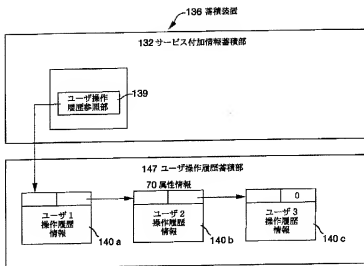 136 蓄積装置
132 サービス付加情報蓄積部
ユーザ操作
履歴参照部
139
147 ユーザ操作履歴蓄積部
70 属性情報
0
ユーザ1
操作履歴
情報
ユーザ2
操作履歴
情報
ユーザ3
操作履歴
情報
140a
140b
140c